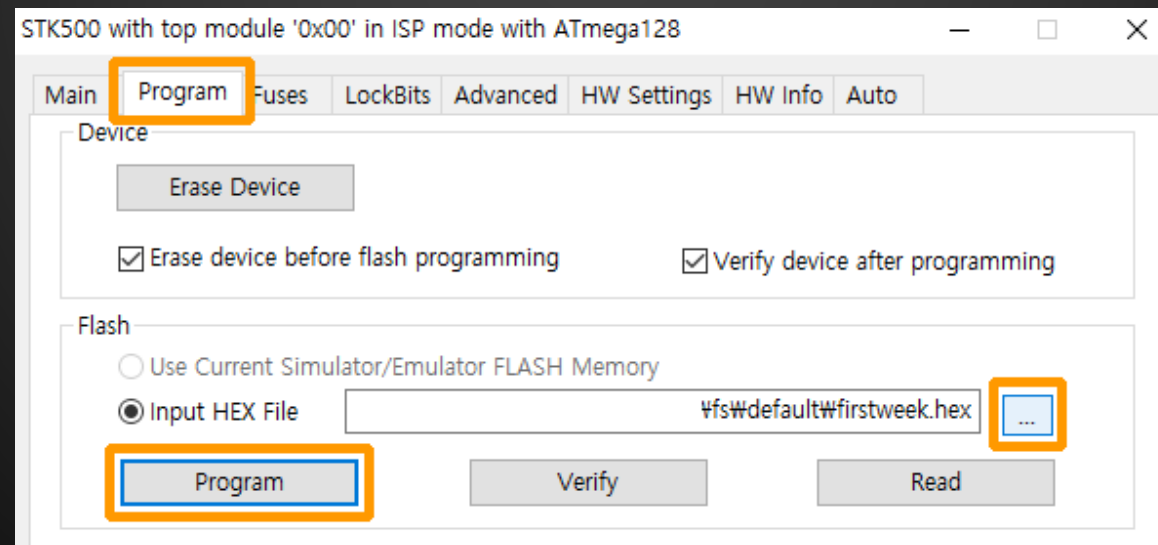 STK500 with top module '0x00' in ISP mode with ATmega128
Main Program Fuses LockBits Advanced HW Settings HW Info Auto
Device
Erase Device
Erase device before flash programming Verify device after programming
Flash
Use Current Simulator/Emulator FLASH Memory
Input HEX File ₩fs₩default₩firstweek.hex ...
Program Verify Read